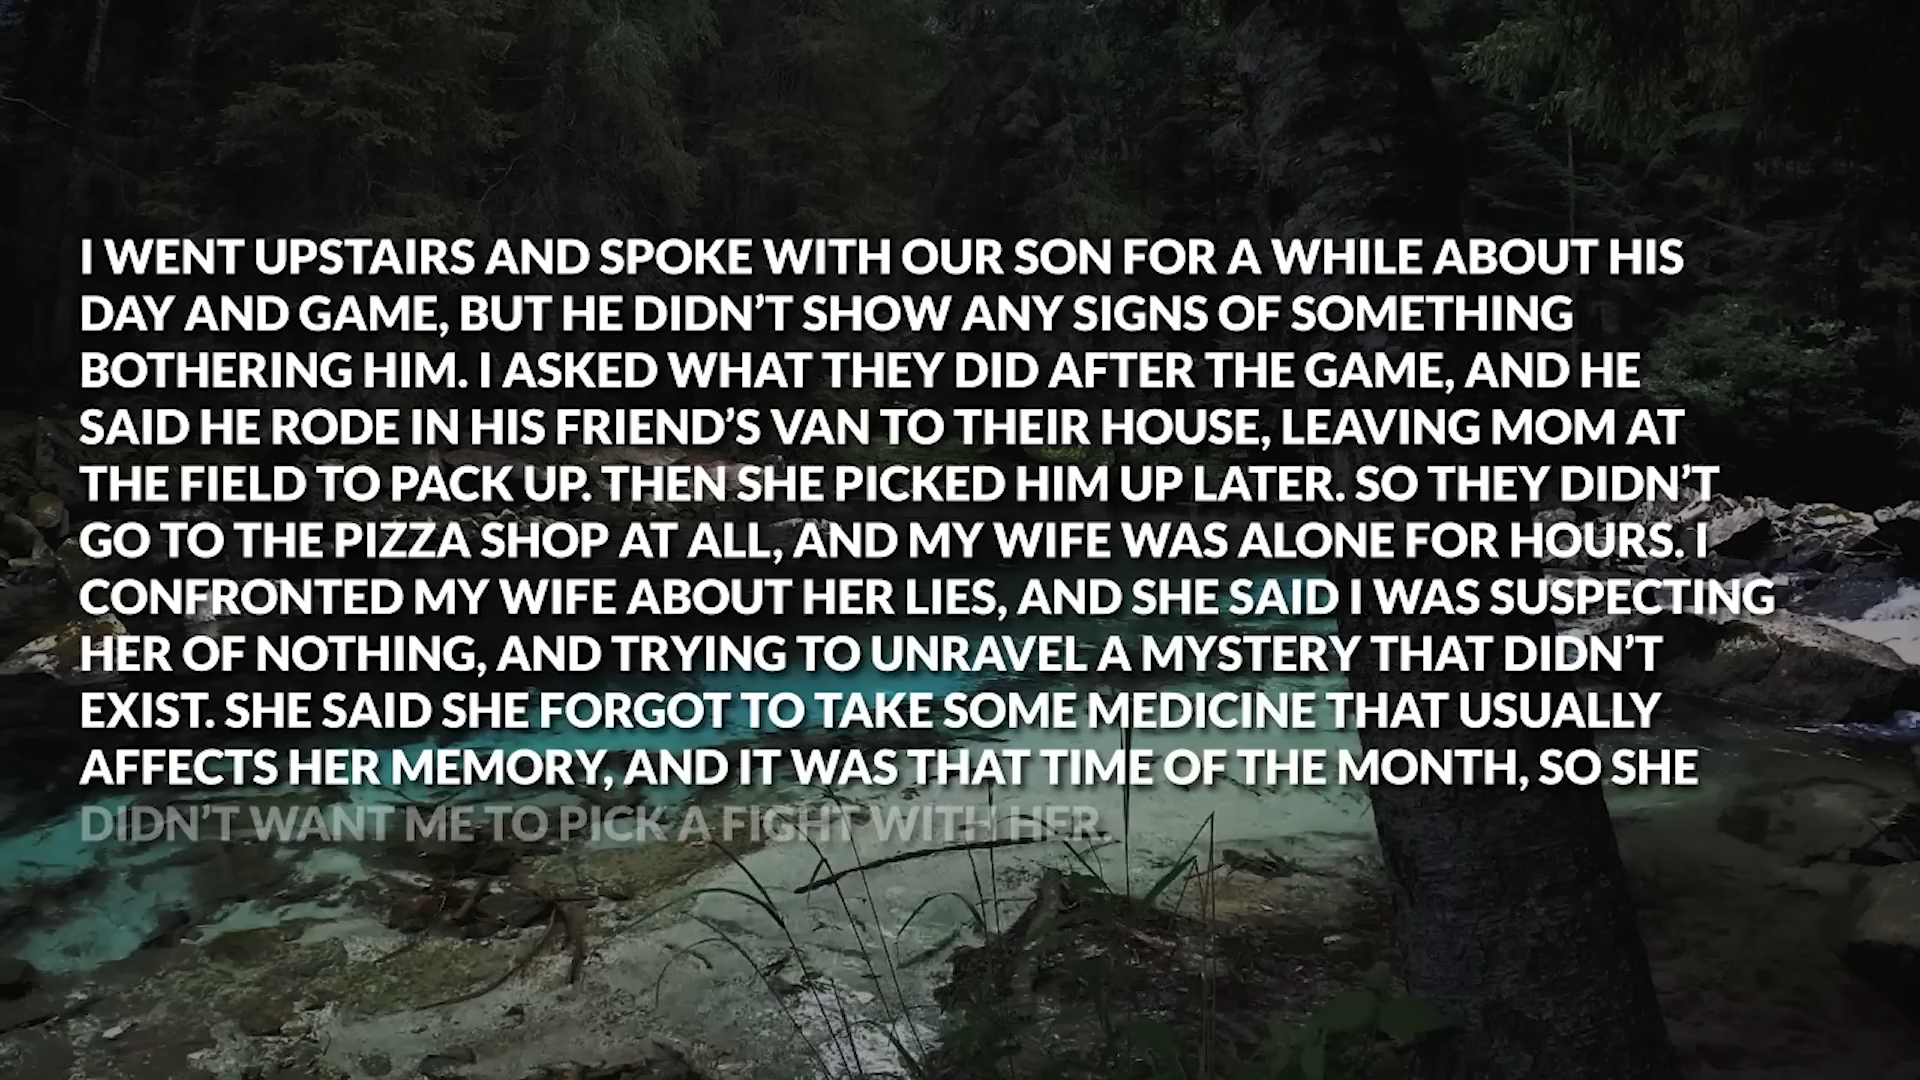 I WENT UPSTAIRS AND SPOKE WITH OUR SON FOR A WHILE ABOUT HIS
DAY AND GAME, BUT HE DIDN’T SHOW ANY SIGNS OF SOMETHING
BOTHERING HIM. I ASKED WHAT THEY DID AFTER THE GAME, AND HE
SAID HE RODE IN HIS FRIEND’S VAN TO THEIR HOUSE, LEAVING MOM AT
THE FIELD TO PACK UP. THEN SHE PICKED HIM UP LATER. SO THEY DIDN’T
GO TO THE PIZZA SHOP AT ALL, AND MY WIFE WAS ALONE FOR HOURS. I
CONFRONTED MY WIFE ABOUT HER LIES, AND SHE SAID I WAS SUSPECTING
HER OF NOTHING, AND TRYING TO UNRAVEL A MYSTERY THAT DIDN’T
EXIST. SHE SAID SHE FORGOT TO TAKE SOME MEDICINE THAT USUALLY
AFFECTS HER MEMORY, AND IT WAS THAT TIME OF THE MONTH, SO SHE
DIDN’T WANT ME TO PICK A FIGHT WITH HER.